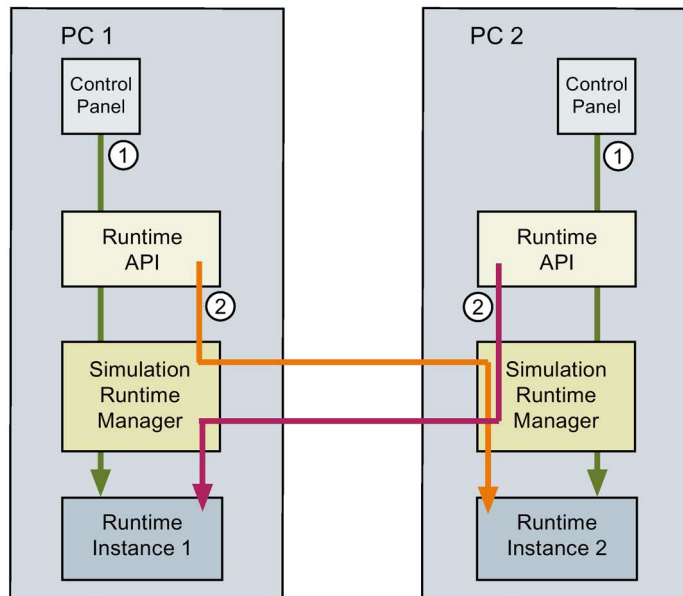 PC 1
Control
Panel
1
Runtime
API
2
Simulation
Runtime
Manager
Runtime
Instance 1
PC 2
Control
Panel
1
Runtime
API
2
Simulation
Runtime
Manager
Runtime
Instance 2